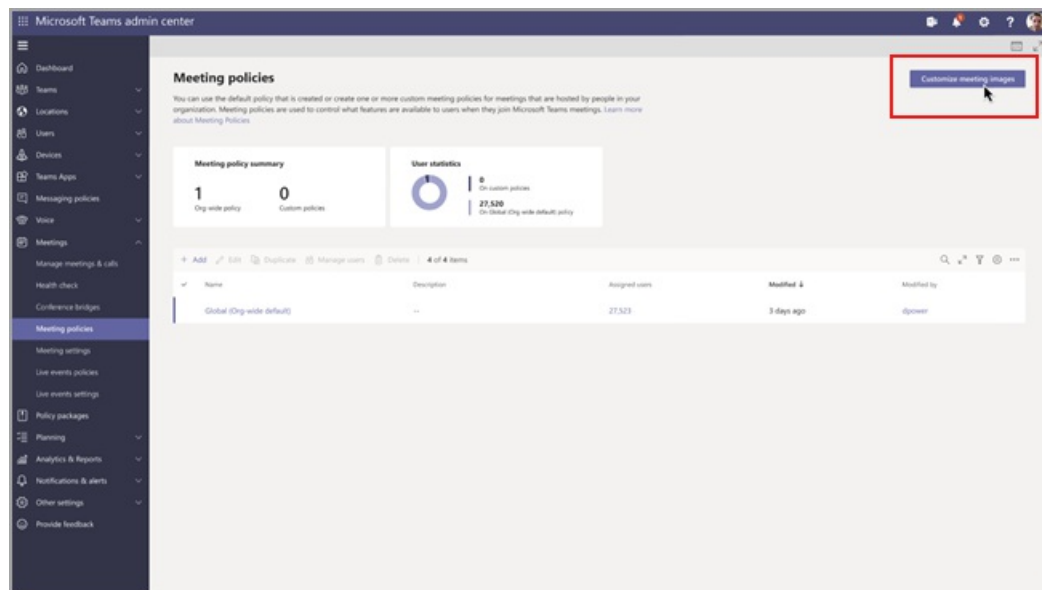 Microsoft Teams admin center
?
Dashboard
Teams
Locations
Users
Devices
Teams Apps
Messaging policies
Voice
Meetings
Manage meetings & calls
Health check
Conference bridges
Meeting policies
Meeting settings
Live events policies
Live events settings
Policy packages
Planning
Analytics & Reports
Notifications & alerts
Other settings
Provide feedback
Meeting policies
Customize meeting images
You can use the default policy that is created or create one or more custom meeting policies for meetings that are hosted by people in your
organization. Meeting policies are used to control what features are available to users when they join Microsoft Teams meetings. Learn more
about Meeting Policies
Meeting policy summary
1
Org-wide policy
0
Custom policies
User statistics
0
On custom policies
27,520
On Global (Org-wide default) policy
+ Add Edit Duplicate Manage users Delete 4 of 4 items
Name Description Assigned users Modified ↓ Modified by
Global (Org-wide default) -- 27,523 3 days ago dpower